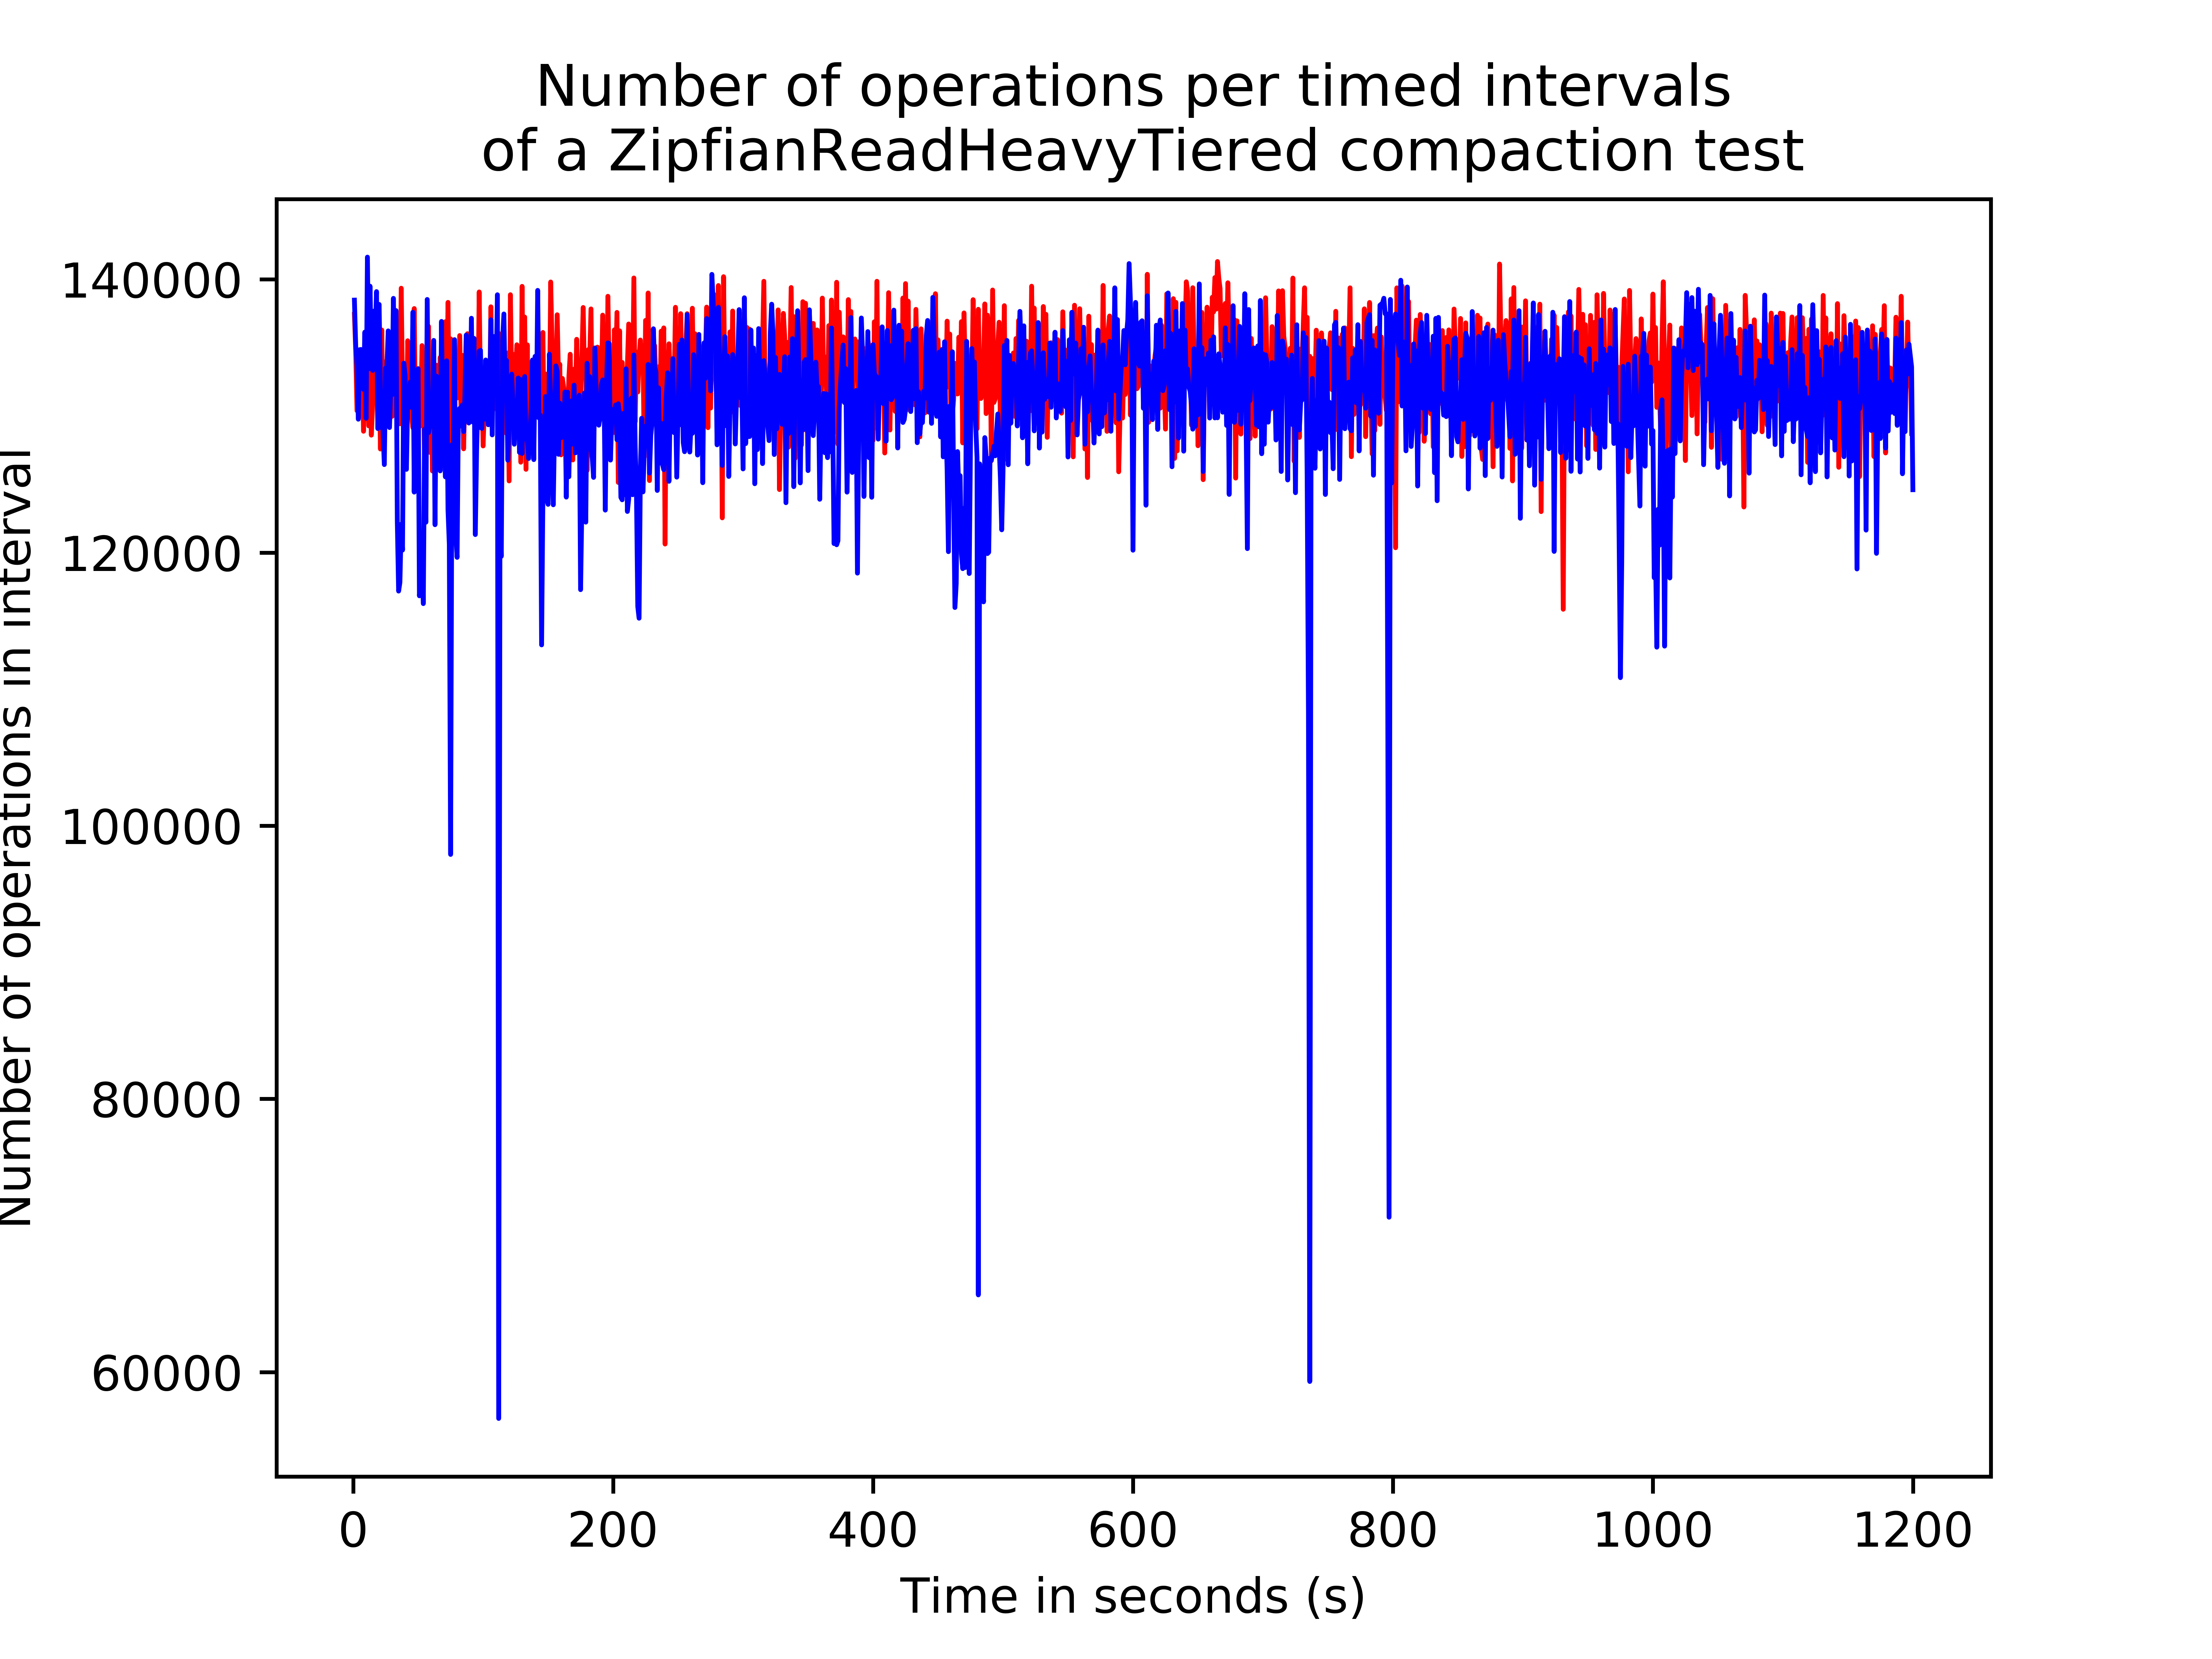 Number of operations per timed intervals
of a ZipfianReadHeavyTiered compaction test
Number of operations in interval
140000
120000
100000
80000
60000
0 200 400 600 800 1000 1200
Time in seconds (s)